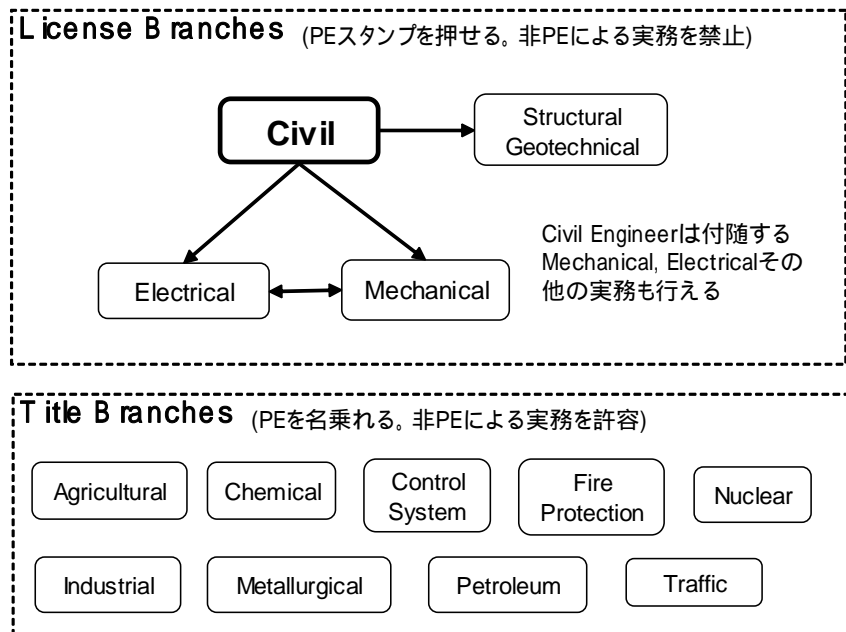 License Branches (PEスタンプを押せる。非PEによる実務を禁止)
Civil
Structural
Geotechnical
Electrical
Mechanical
Civil Engineerは付随する
Mechanical, Electricalその
他の実務も行える
Title Branches (PEを名乗れる。非PEによる実務を許容)
Agricultural
Chemical
Control
System
Fire
Protection
Nuclear
Industrial
Metallurgical
Petroleum
Traffic